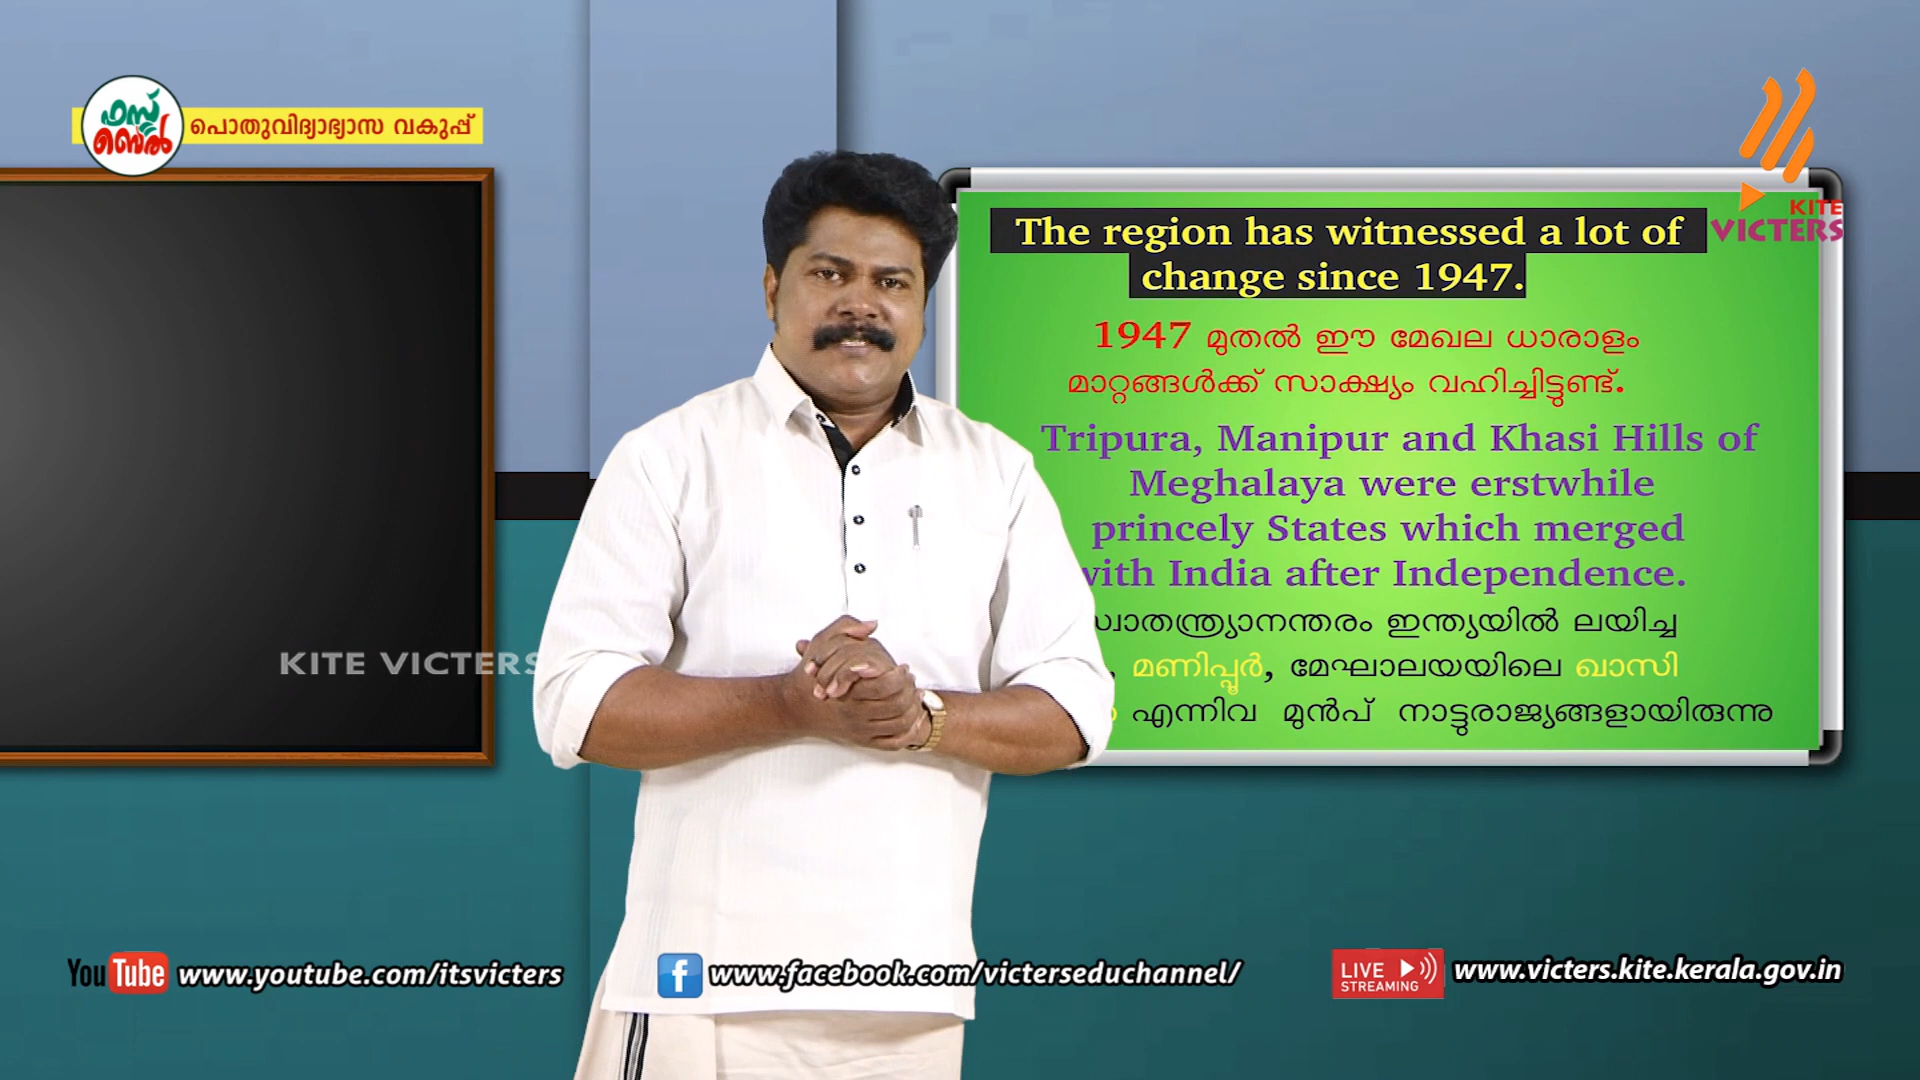 ഫസ്റ്റ്
ബെൽ
പൊതുവിദ്യാഭ്യാസ വകുപ്പ്
KITE
VICTERS
The region has witnessed a lot of
change since 1947.
1947 മുതൽ ഈ മേഖല ധാരാളം
മാറ്റങ്ങൾക്ക് സാക്ഷ്യം വഹിച്ചിട്ടുണ്ട്.
Tripura, Manipur and Khasi Hills of
Meghalaya were erstwhile
princely States which merged
with India after Independence.
സ്വാതന്ത്ര്യാനന്തരം ഇന്ത്യയിൽ ലയിച്ച
, മണിപ്പൂർ, മേഘാലയയിലെ ഖാസി
എന്നിവ മുൻപ് നാട്ടുരാജ്യങ്ങളായിരുന്നു
KITE VICTERS
YouTube www.youtube.com/itsvicters
f www.facebook.com/victerseduchannel/
LIVE STREAMING www.victers.kite.kerala.gov.in